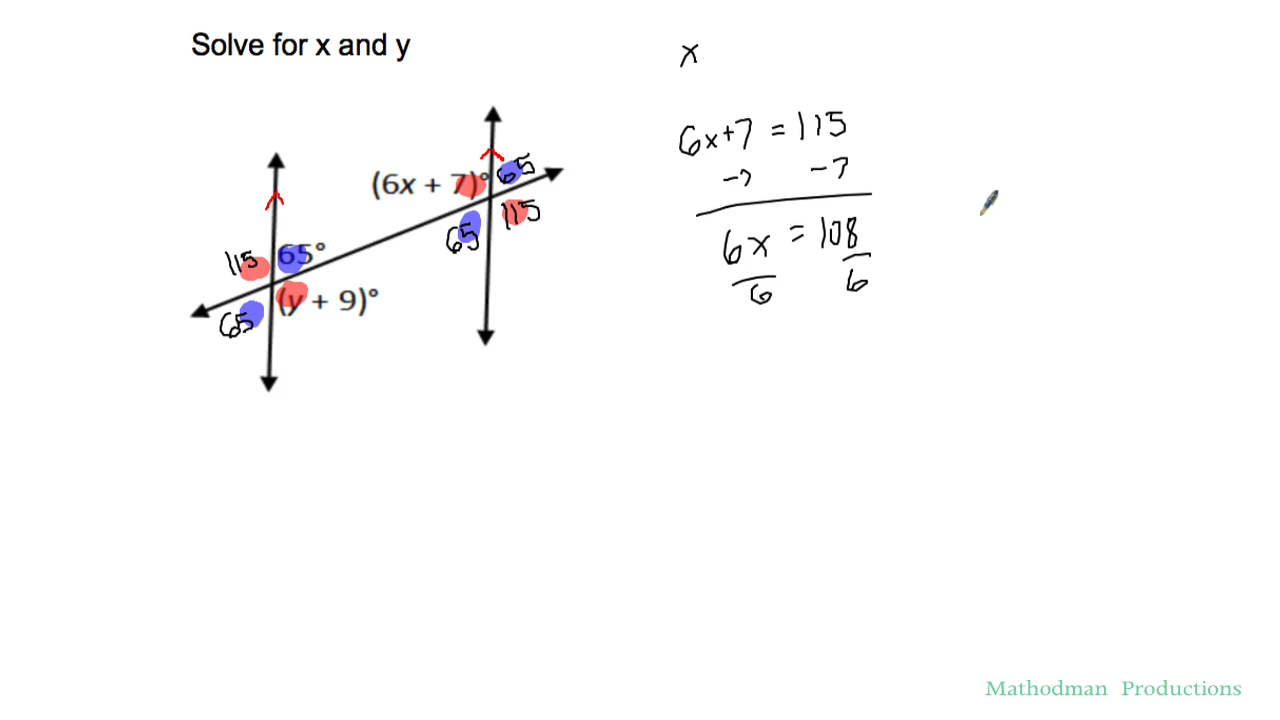 Solve for x and y
x
6x+7 = 115
-7 -7
6x = 108
6 6
(6x + 7)° 65
65 115
115 65°
65 (y + 9)°
Mathodman Productions